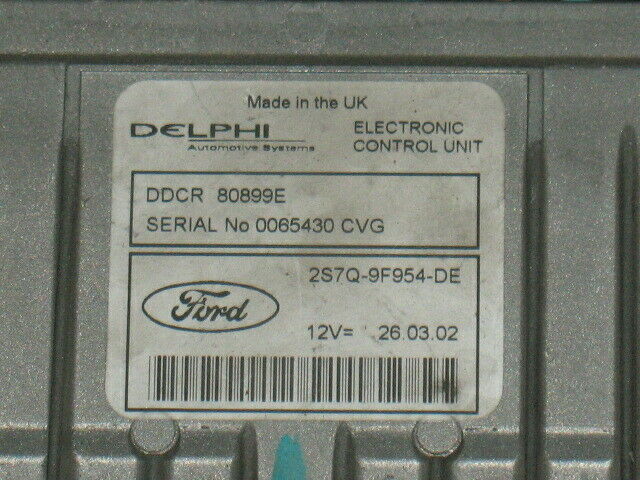 Made in the UK
DELPHI
Automotive Systems
ELECTRONIC
CONTROL UNIT
DDCR 80899E
SERIAL No 0065430 CVG
2S7Q-9F954-DE
Ford
12V= 26.03.02